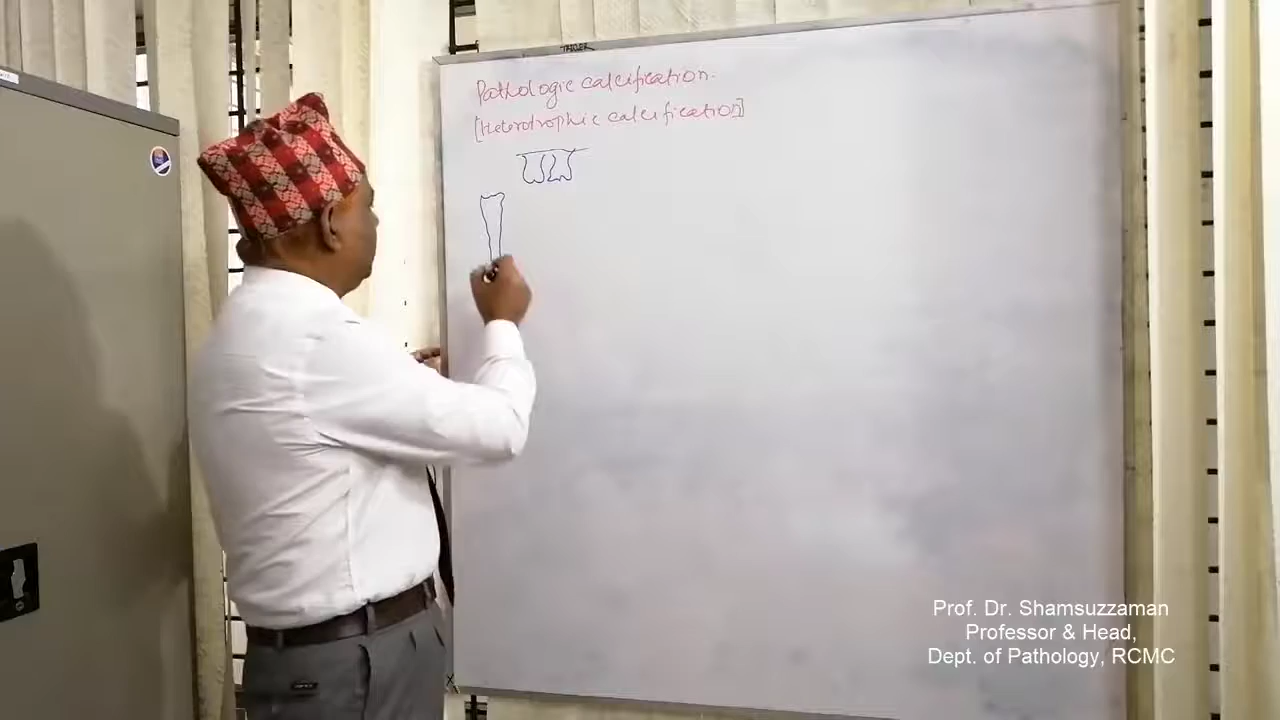 Pathologic calcification.
[Heterotrophic calcification]
Prof. Dr. Shamsuzzaman
Professor & Head,
Dept. of Pathology, RCMC